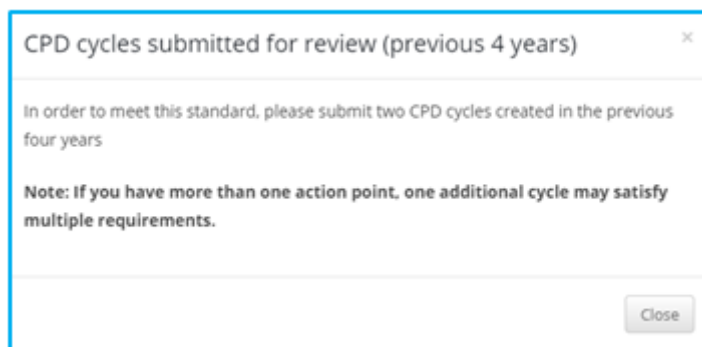 CPD cycles submitted for review (previous 4 years)
×
In order to meet this standard, please submit two CPD cycles created in the previous
four years
Note: If you have more than one action point, one additional cycle may satisfy
multiple requirements.
Close